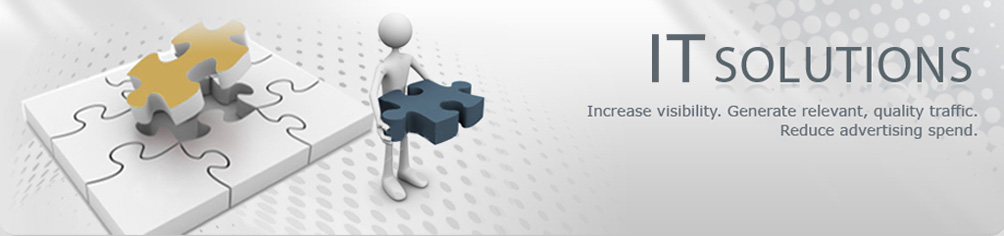 IT SOLUTIONS
Increase visibility. Generate relevant, quality traffic.
Reduce advertising spend.